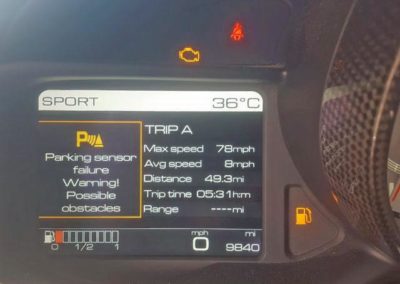 SPORT 36°C
TRIP A
P
Parking sensor
failure
Warning!
Possible
obstacles
Max speed 78mph
Avg speed 8mph
Distance 49.3mi
Trip time 05:31h:m
Range ----mi
0 1/2 1
mph
0
mi
9840